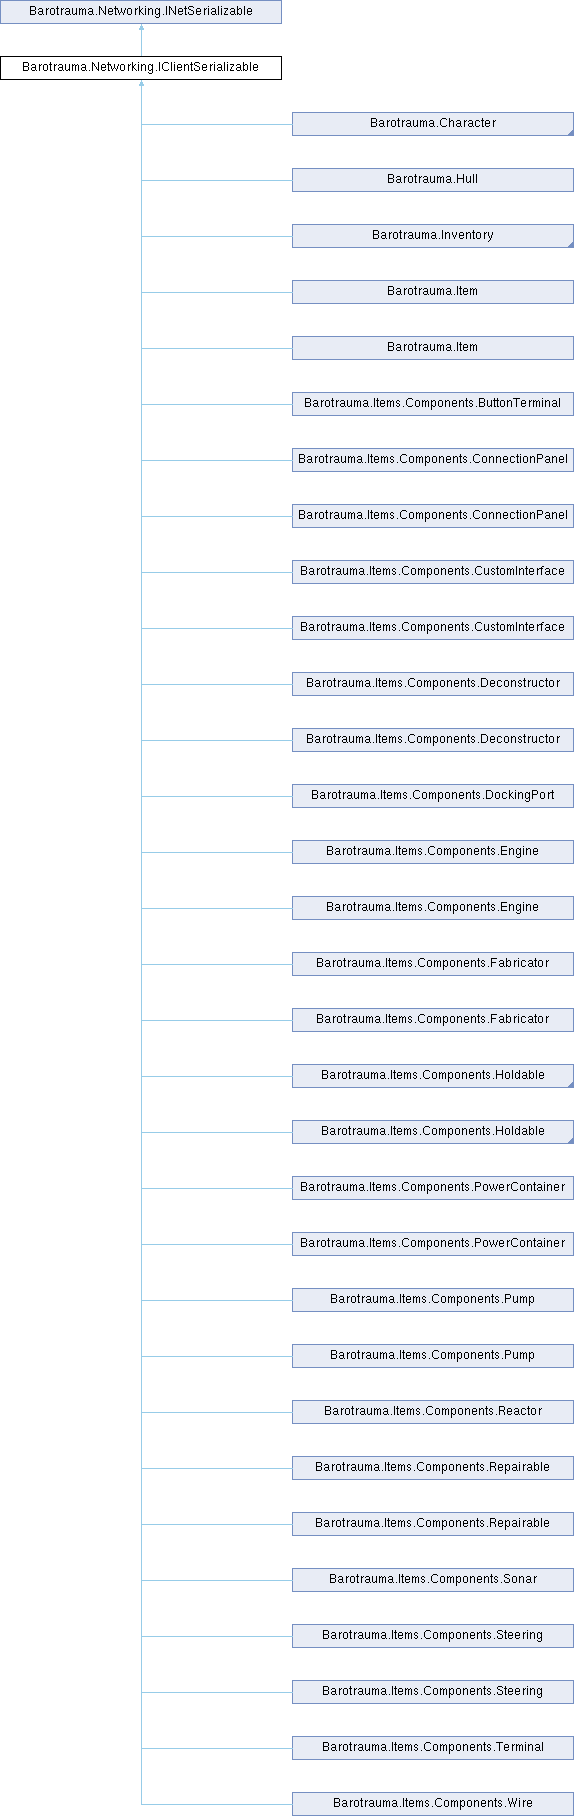 Barotrauma.Networking.INetSerializable
Barotrauma.Networking.IClientSerializable
Barotrauma.Character
Barotrauma.Hull
Barotrauma.Inventory
Barotrauma.Item
Barotrauma.Item
Barotrauma.Items.Components.ButtonTerminal
Barotrauma.Items.Components.ConnectionPanel
Barotrauma.Items.Components.ConnectionPanel
Barotrauma.Items.Components.CustomInterface
Barotrauma.Items.Components.CustomInterface
Barotrauma.Items.Components.Deconstructor
Barotrauma.Items.Components.Deconstructor
Barotrauma.Items.Components.DockingPort
Barotrauma.Items.Components.Engine
Barotrauma.Items.Components.Engine
Barotrauma.Items.Components.Fabricator
Barotrauma.Items.Components.Fabricator
Barotrauma.Items.Components.Holdable
Barotrauma.Items.Components.Holdable
Barotrauma.Items.Components.PowerContainer
Barotrauma.Items.Components.PowerContainer
Barotrauma.Items.Components.Pump
Barotrauma.Items.Components.Pump
Barotrauma.Items.Components.Reactor
Barotrauma.Items.Components.Repairable
Barotrauma.Items.Components.Repairable
Barotrauma.Items.Components.Sonar
Barotrauma.Items.Components.Steering
Barotrauma.Items.Components.Steering
Barotrauma.Items.Components.Terminal
Barotrauma.Items.Components.Wire